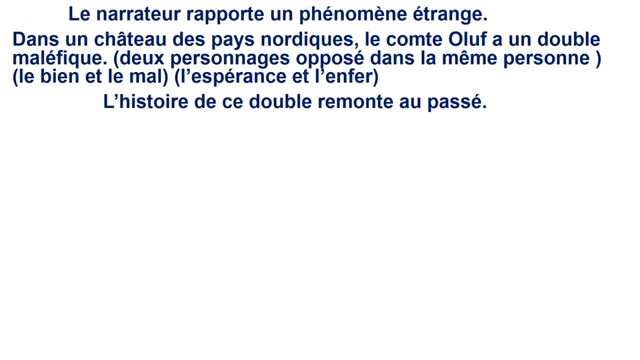 Le narrateur rapporte un phénomène étrange.
Dans un château des pays nordiques, le comte Oluf a un double
maléfique. (deux personnages opposé dans la même personne )
(le bien et le mal) (l’espérance et l’enfer)
L’histoire de ce double remonte au passé.